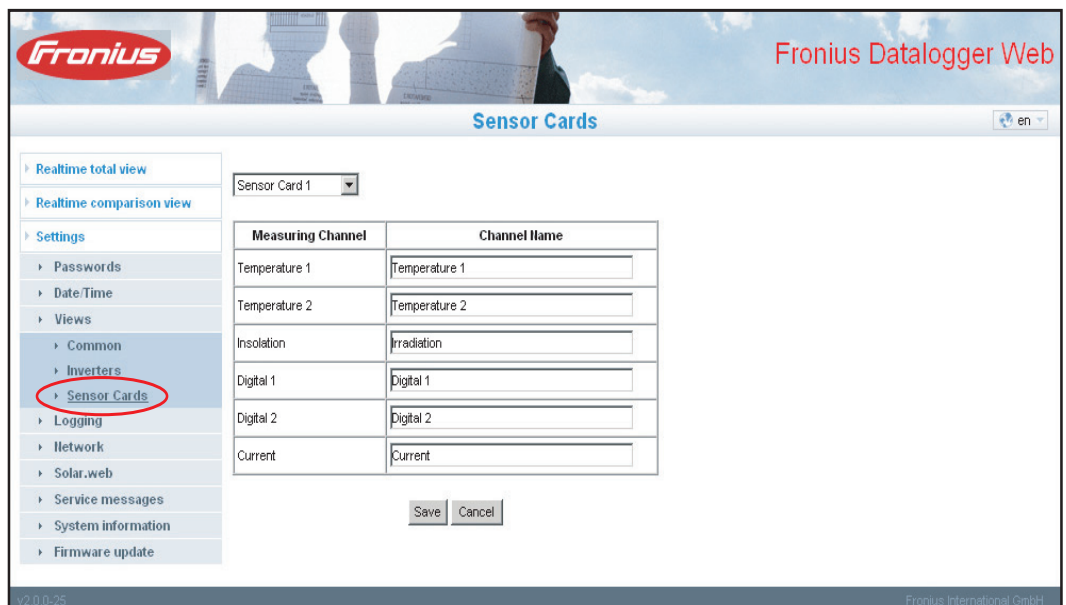 Fronius
Fronius Datalogger Web
Sensor Cards
en
Realtime total view
Realtime comparison view
Settings
Passwords
Date/Time
Views
Common
Inverters
Sensor Cards
Logging
Network
Solar.web
Service messages
System information
Firmware update
Sensor Card 1
Measuring Channel Channel Name
Temperature 1 Temperature 1
Temperature 2 Temperature 2
Insolation Irradiation
Digital 1 Digital 1
Digital 2 Digital 2
Current Current
Save Cancel
v2.0.0-25 Fronius International GmbH